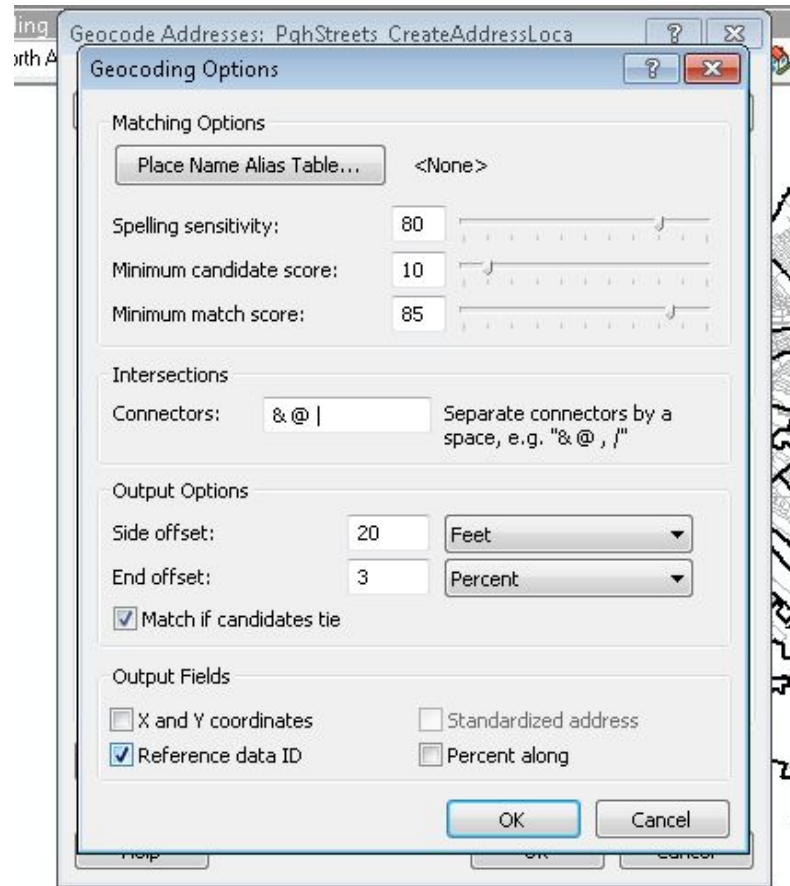 ling
Geocode Addresses: PghStreets_CreateAddressLoca
orth A
Geocoding Options
Matching Options
Place Name Alias Table... <None>
Spelling sensitivity: 80
Minimum candidate score: 10
Minimum match score: 85
Intersections
Connectors: & @ | Separate connectors by a
space, e.g. "& @ , /"
Output Options
Side offset: 20 Feet
End offset: 3 Percent
Match if candidates tie
Output Fields
X and Y coordinates Standardized address
Reference data ID Percent along
OK Cancel